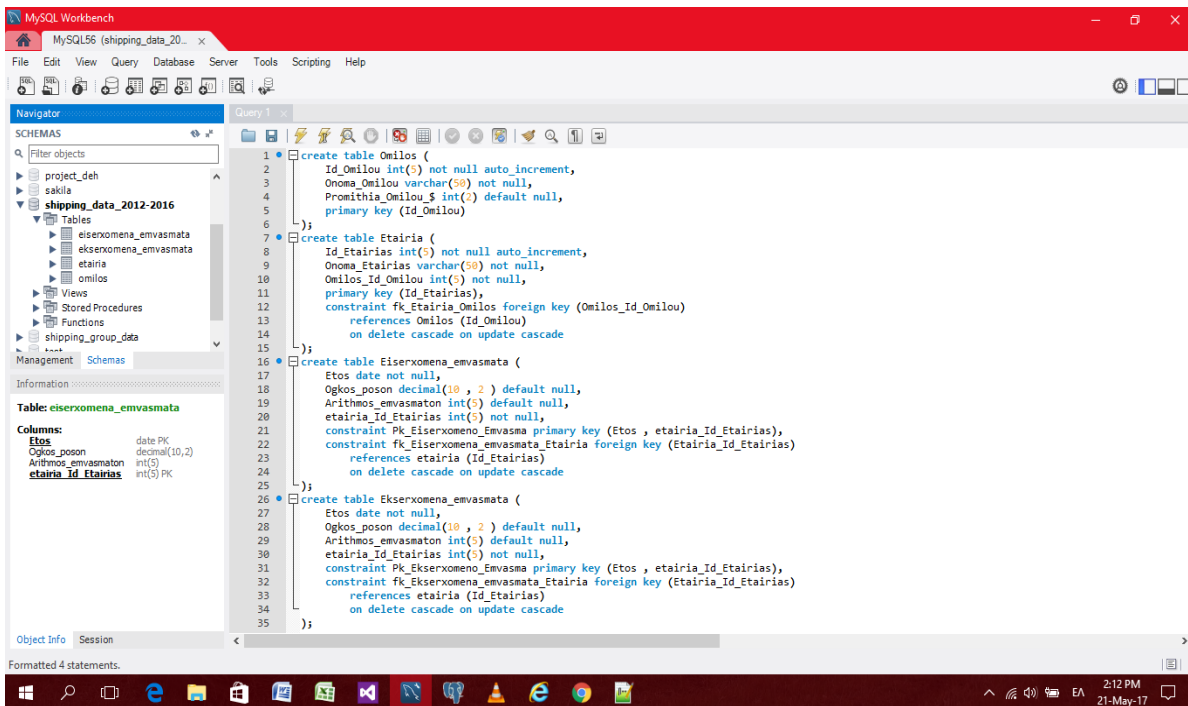 MySQL Workbench
MySQL56 (shipping_data_20...
File Edit View Query Database Server Tools Scripting Help
Navigator
SCHEMAS
Filter objects
project_deh
sakila
shipping_data_2012-2016
Tables
eiserxomena_emvasmata
ekserxomena_emvasmata
etairia
omilos
Views
Stored Procedures
Functions
shipping_group_data
test
Management Schemas
Information
Table: eiserxomena_emvasmata
Columns:
Etos date PK
Ogkos_poson decimal(10,2)
Arithmos_emvasmaton int(5)
etairia_Id_Etairias int(5) PK
Object Info Session
Query 1
1 create table Omilos (
2 Id_Omilou int(5) not null auto_increment,
3 Onoma_Omilou varchar(50) not null,
4 Promithia_Omilou_$ int(2) default null,
5 primary key (Id_Omilou)
6 );
7 create table Etairia (
8 Id_Etairias int(5) not null auto_increment,
9 Onoma_Etairias varchar(50) not null,
10 Omilos_Id_Omilou int(5) not null,
11 primary key (Id_Etairias),
12 constraint fk_Etairia_Omilos foreign key (Omilos_Id_Omilou)
13 references Omilos (Id_Omilou)
14 on delete cascade on update cascade
15 );
16 create table Eiserxomena_emvasmata (
17 Etos date not null,
18 Ogkos_poson decimal(10 , 2 ) default null,
19 Arithmos_emvasmaton int(5) default null,
20 etairia_Id_Etairias int(5) not null,
21 constraint Pk_Eiserxomeno_Emvasma primary key (Etos , etairia_Id_Etairias),
22 constraint fk_Eiserxomena_emvasmata_Etairia foreign key (Etairia_Id_Etairias)
23 references etairia (Id_Etairias)
24 on delete cascade on update cascade
25 );
26 create table Ekserxomena_emvasmata (
27 Etos date not null,
28 Ogkos_poson decimal(10 , 2 ) default null,
29 Arithmos_emvasmaton int(5) default null,
30 etairia_Id_Etairias int(5) not null,
31 constraint Pk_Ekserxomeno_Emvasma primary key (Etos , etairia_Id_Etairias),
32 constraint fk_Ekserxomena_emvasmata_Etairia foreign key (Etairia_Id_Etairias)
33 references etairia (Id_Etairias)
34 on delete cascade on update cascade
35 );
Formatted 4 statements.
ΕΛ
2:12 PM
21-May-17